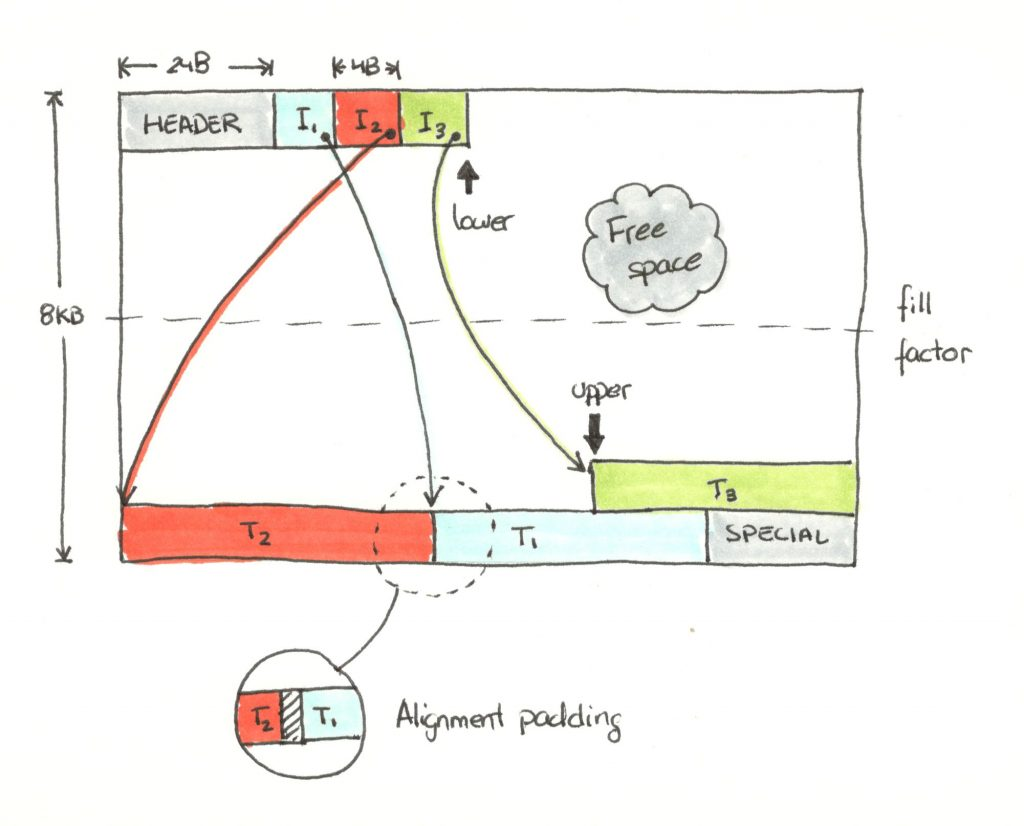 24B
4B
HEADER
I₁
I₂
I₃
lower
Free
space
8KB
fill
factor
upper
T₃
T₂
T₁
SPECIAL
T₂
T₁
Alignment padding